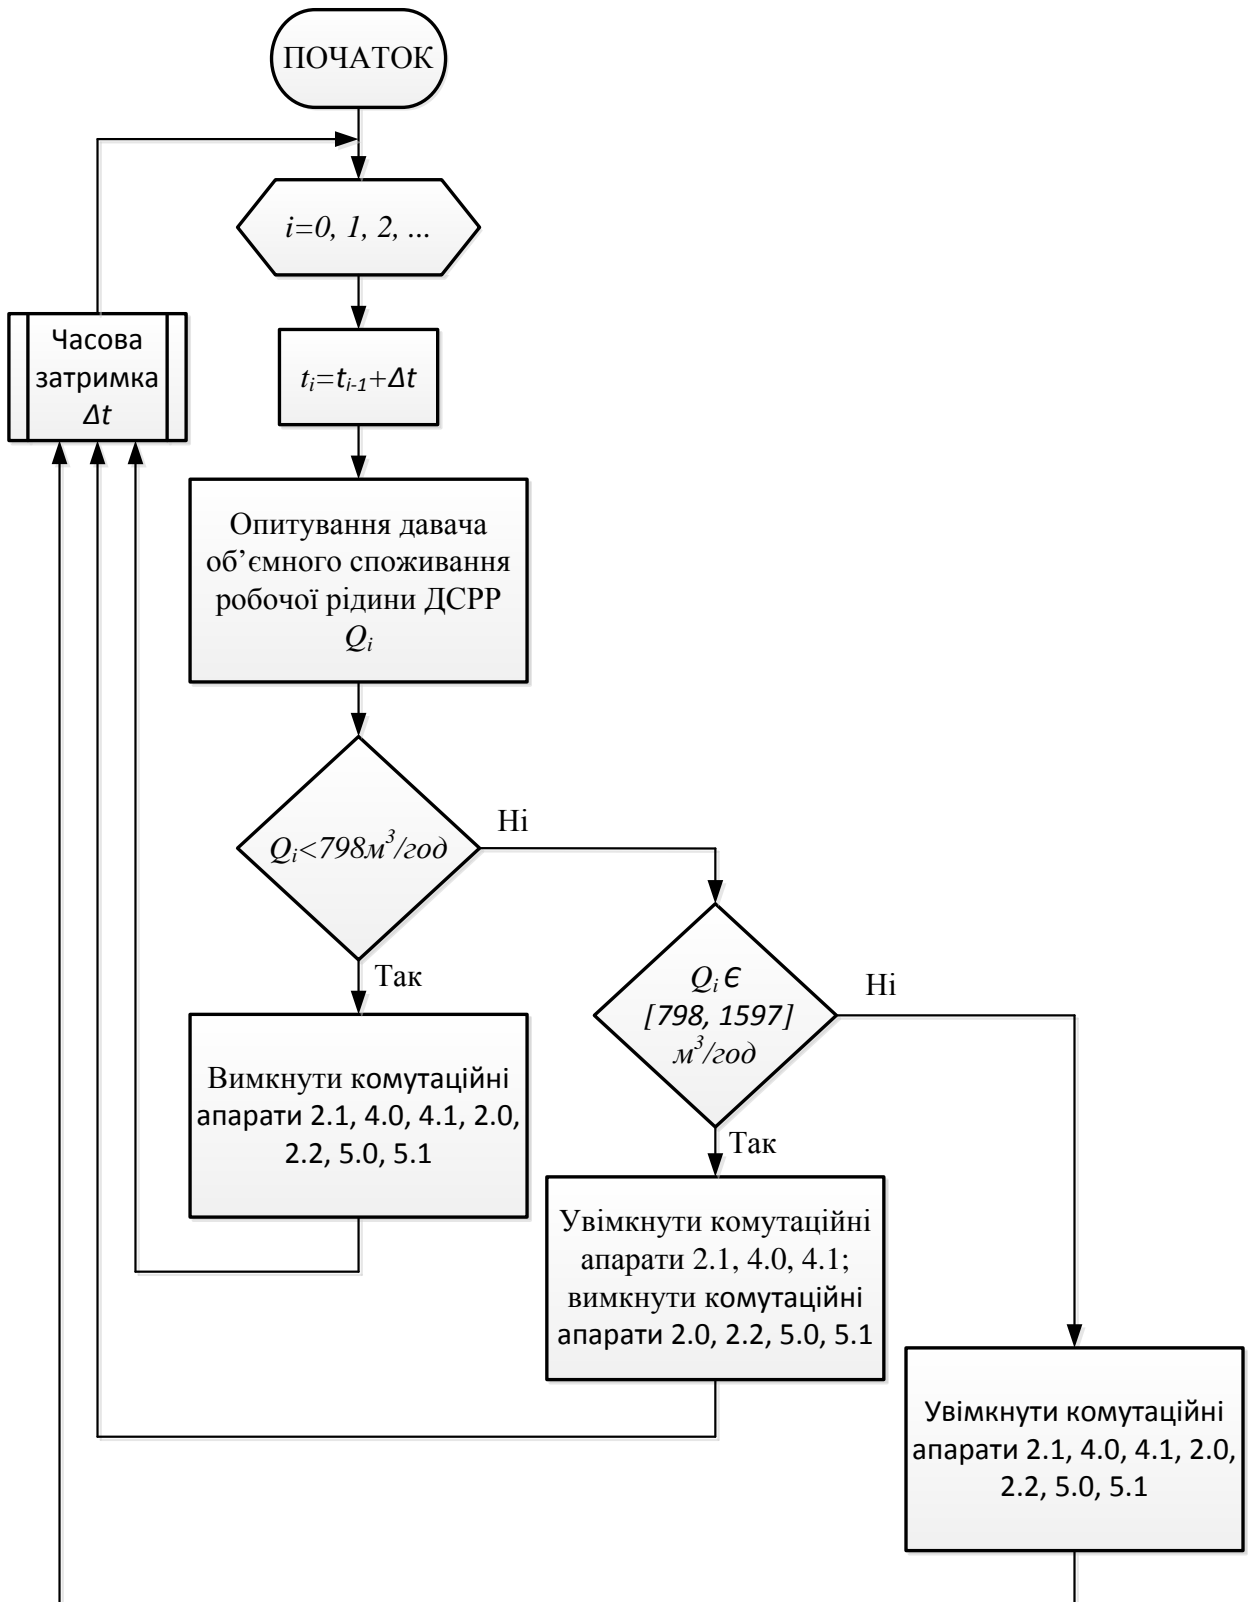 ПОЧАТОК
i=0, 1, 2, ...
Часова
затримка
Δt
tᵢ=tᵢ₋₁+Δt
Опитування давача
об’ємного споживання
робочої рідини ДСРР
Qᵢ
Qᵢ<798м³/год
Ні
Так
Qᵢ Є
[798, 1597]
м³/год
Ні
Так
Вимкнути комутаційні
апарати 2.1, 4.0, 4.1, 2.0,
2.2, 5.0, 5.1
Увімкнути комутаційні
апарати 2.1, 4.0, 4.1;
вимкнути комутаційні
апарати 2.0, 2.2, 5.0, 5.1
Увімкнути комутаційні
апарати 2.1, 4.0, 4.1, 2.0,
2.2, 5.0, 5.1